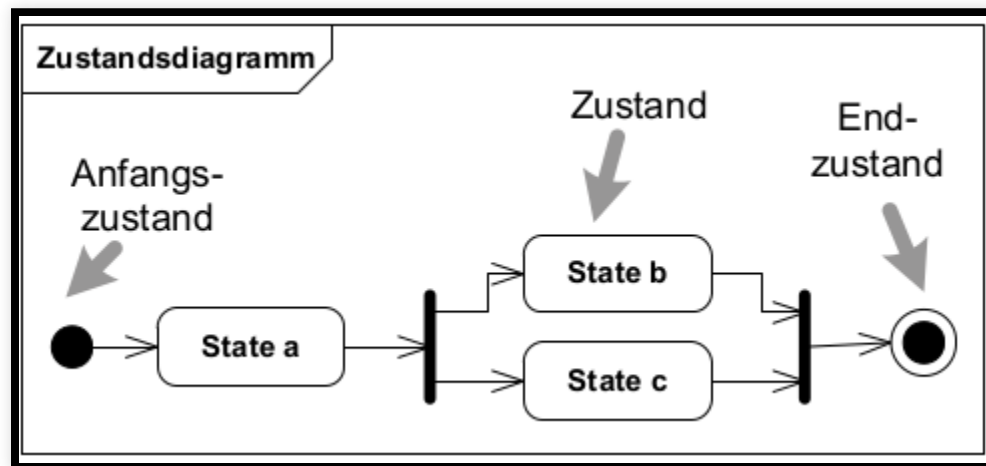 Zustandsdiagramm
Anfangs-
zustand
Zustand
End-
zustand
State a
State b
State c